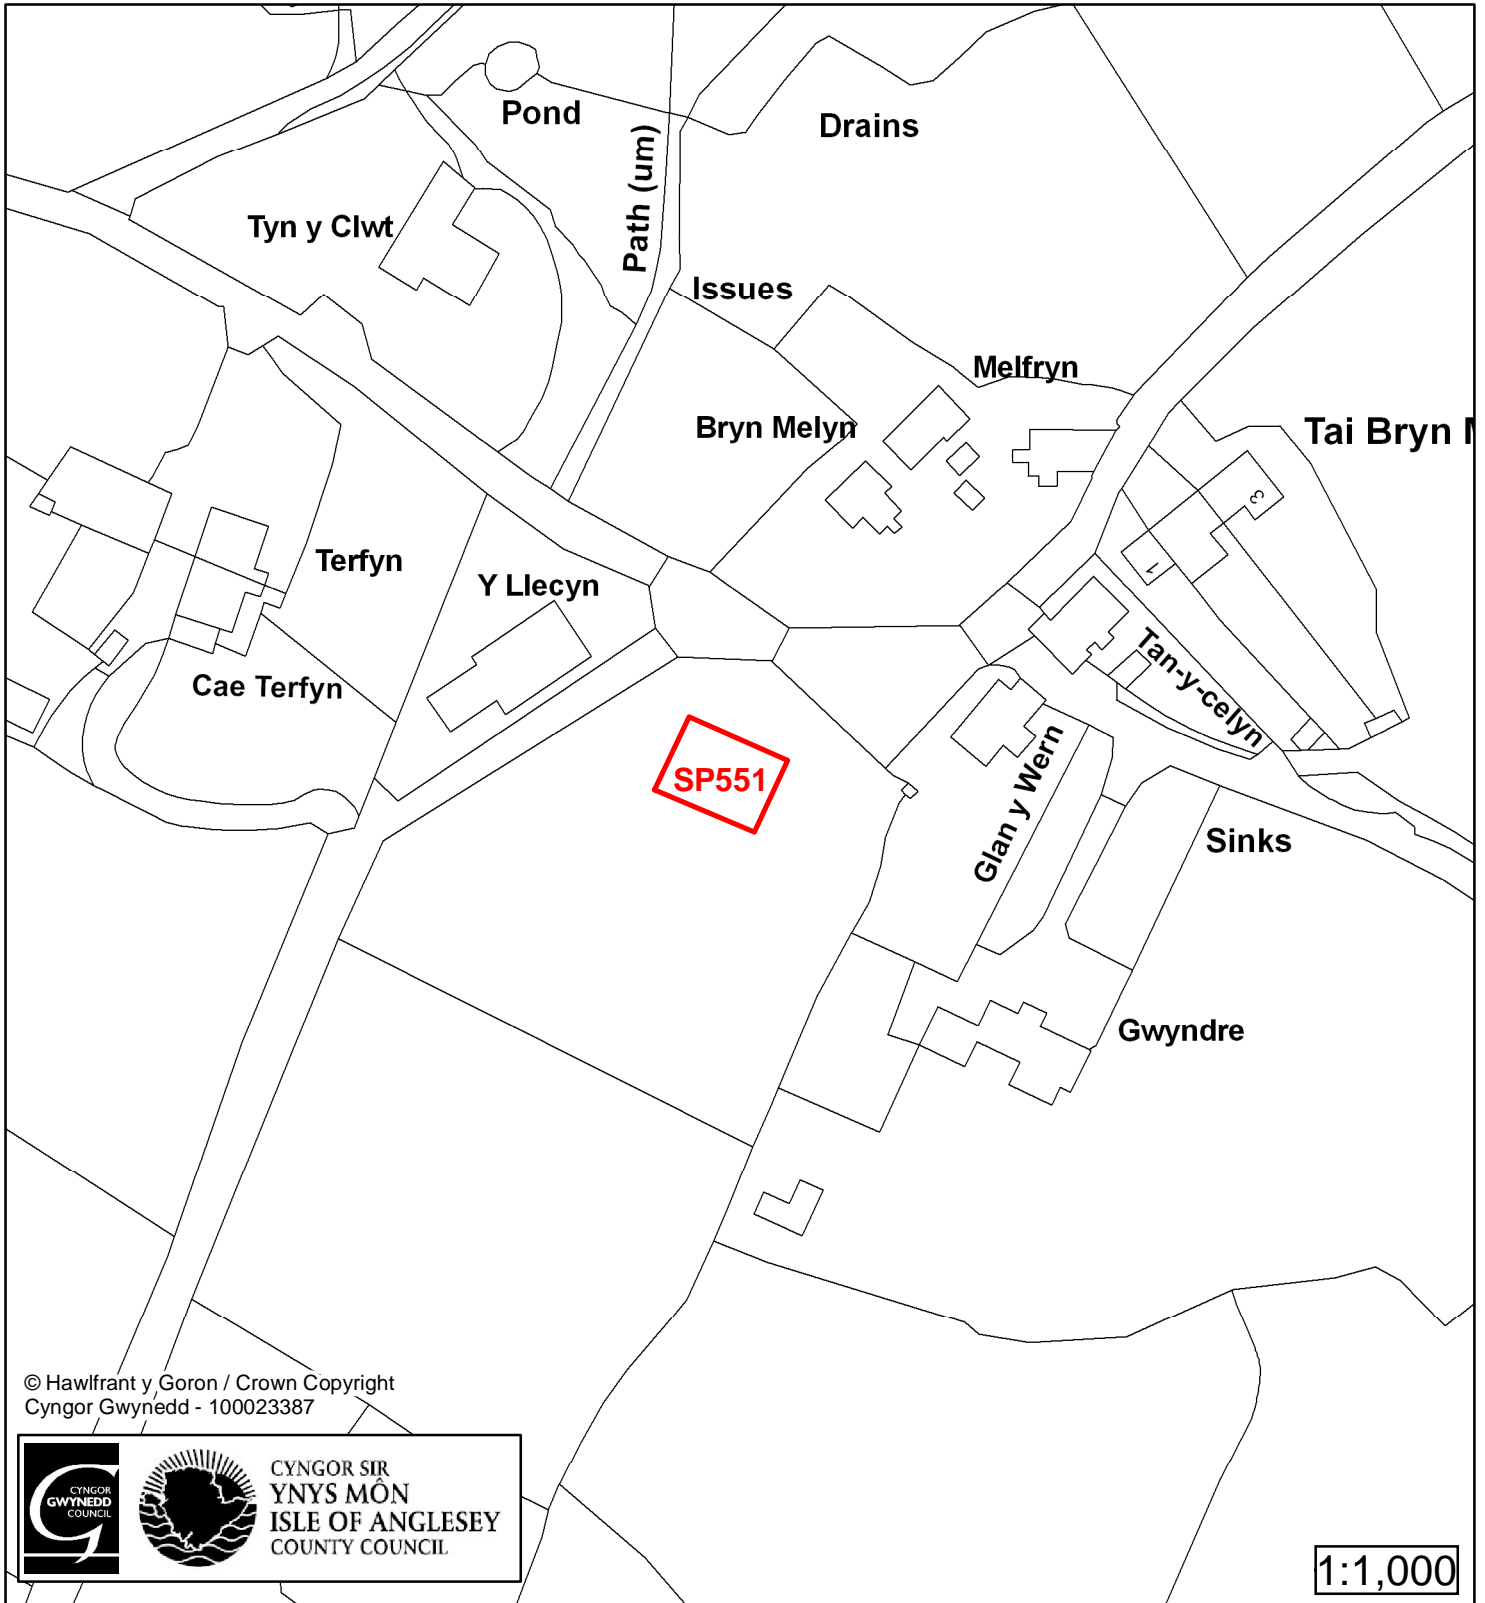 Pond
Drains
Path (um)
Tyn y Clwt
Issues
Melfryn
Bryn Melyn
Tai Bryn
3
1
Terfyn
Y Llecyn
Tan-y-celyn
Cae Terfyn
SP551
Glan y Wern
Sinks
Gwyndre
© Hawlfrant y Goron / Crown Copyright
Cyngor Gwynedd - 100023387
CYNGOR
GWYNEDD
COUNCIL
CYNGOR SIR
YNYS MÔN
ISLE OF ANGLESEY
COUNTY COUNCIL
1:1,000